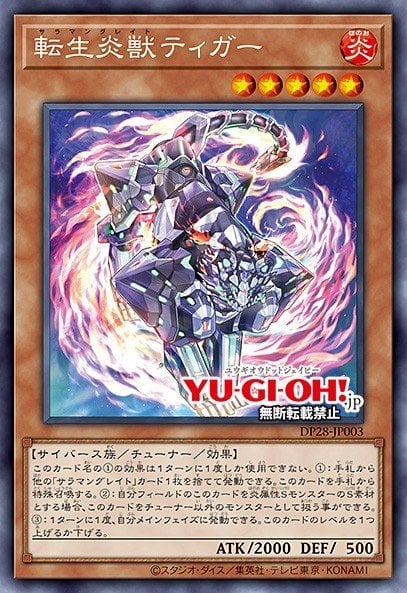 サラマングレイト
転生炎獣ティガー
ほのお
炎
ユウギオウドットジェイピー
YU-GI-OH!.jp
無断転載禁止
DP28-JP003
【サイバース族／チューナー／効果】
このカード名の①の効果は1ターンに1度しか使用できない。①：手札から
他の「サラマングレイト」カード1枚を捨てて発動できる。このカードを手札から
特殊召喚する。②：自分フィールドのこのカードを炎属性SモンスターのS素材
とする場合、このカードをチューナー以外のモンスターとして扱う事ができる。
③：1ターンに1度、自分メインフェイズに発動できる。このカードのレベルを1つ
上げるか下げる。
ATK/2000 DEF/ 500
©スタジオ・ダイス／集英社・テレビ東京・KONAMI